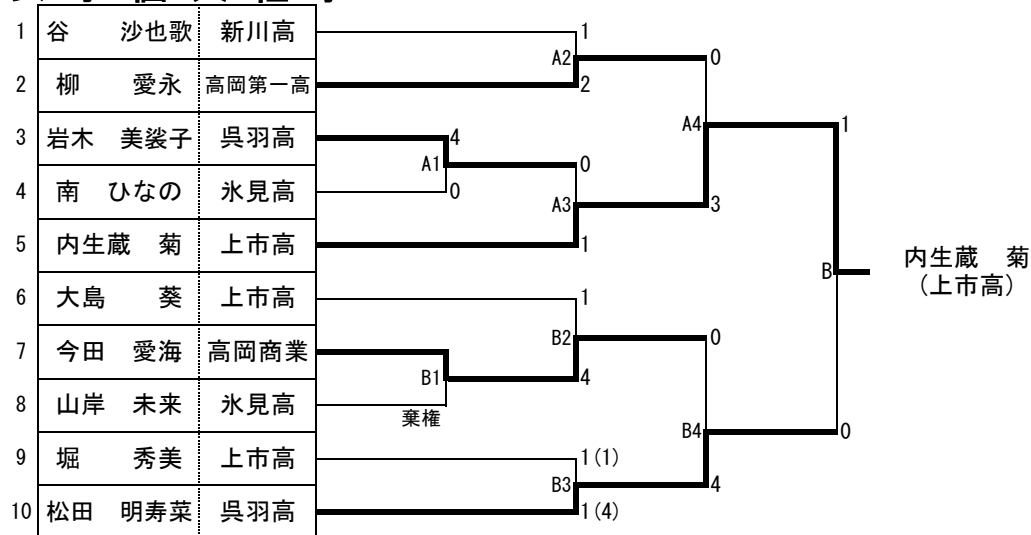 1 谷 沙也歌 新川高
2 柳 愛永 高岡第一高
3 岩木 美裟子 呉羽高
4 南 ひなの 氷見高
5 内生蔵 菊 上市高
6 大島 葵 上市高
7 今田 愛海 高岡商業
8 山岸 未来 氷見高
9 堀 秀美 上市高
10 松田 明寿菜 呉羽高
A1 4 0
B1 棄権
A2 1 2
A3 0 1
B2 1 4
B3 1(1) 1(4)
A4 0 3
B4 0 4
B 1 0
内生蔵 菊
(上市高)